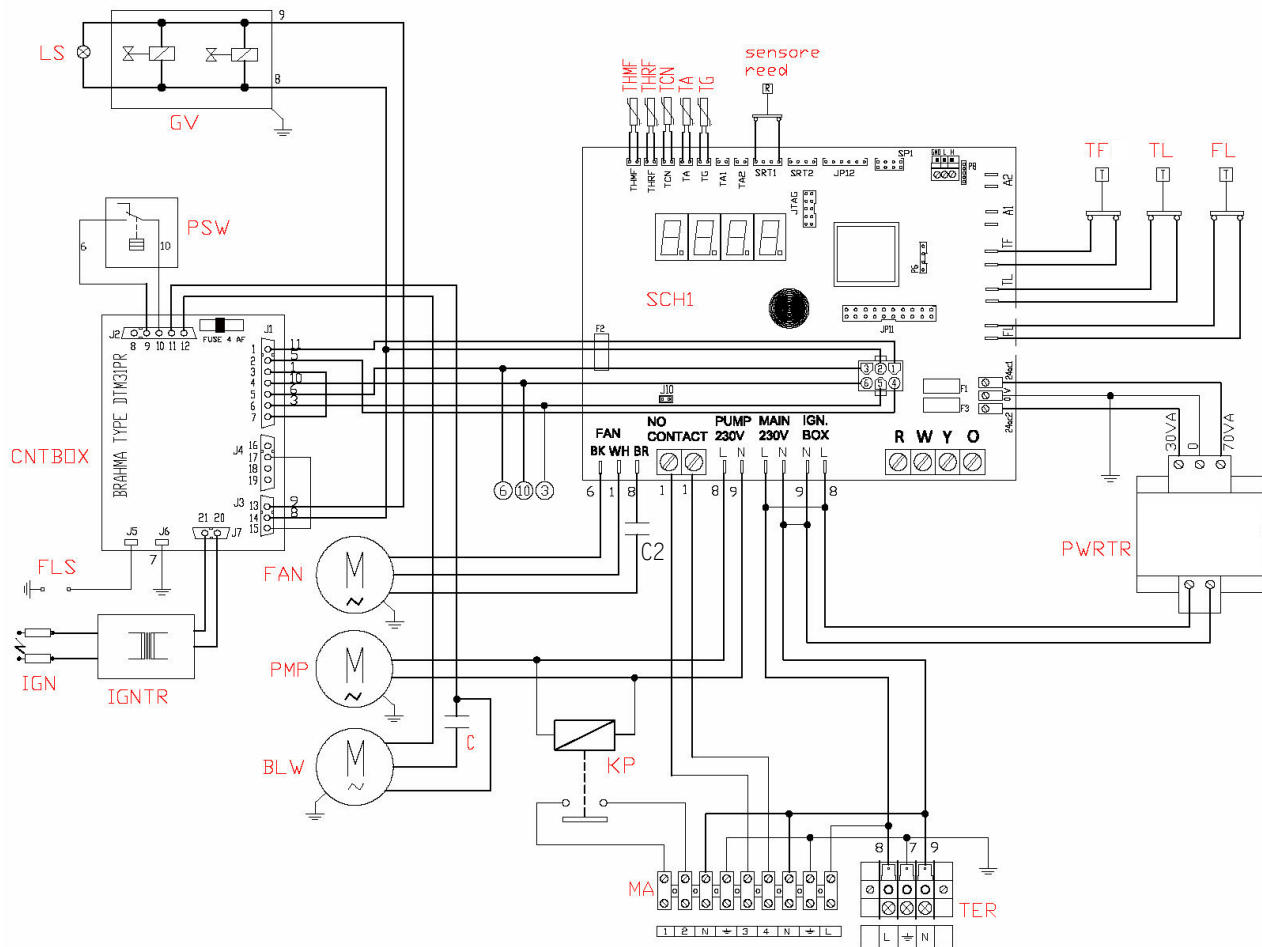 9
LS
8
GV
THMF
THRF
TCN
TA
TG
sensore
reed
R
THMF
THRF
TCN
TA
TG
TA1
TA2
SRT1
SRT2
JP12
SP1
GND L H
P8
A2
A1
TF
TL
FL
TF TL FL
T T T
JTAG
P6
SCH1
JP11
PSW
6
10
J2
8 9 10 11 12
FUSE 4 AF
J1
1 11
2 5
3 1
4 10
5 6
6 3
7
F2
3 2 1
6 5 4
J10
F1
F3
24ac1
0 V
24ac2
30VA
0
70VA
CNTBOX
BRAHMA TYPE DTM31PR
J4
16
17
18
19
J3
13 9
14 8
15
21 20
J7
J5
J6
7
FAN
BK WH BR
NO
CONTACT
PUMP
230V
L N
MAIN
230V
L N
IGN.
BOX
N L
R W Y O
6 1 8 1 1 8 9 9 8
6 10 3
C2
FLS
FAN
M
PWRTR
IGN
IGNTR
PMP
M
BLW
M
C
KP
8 7 9
MA
TER
1 2 N 3 4 N L
L N